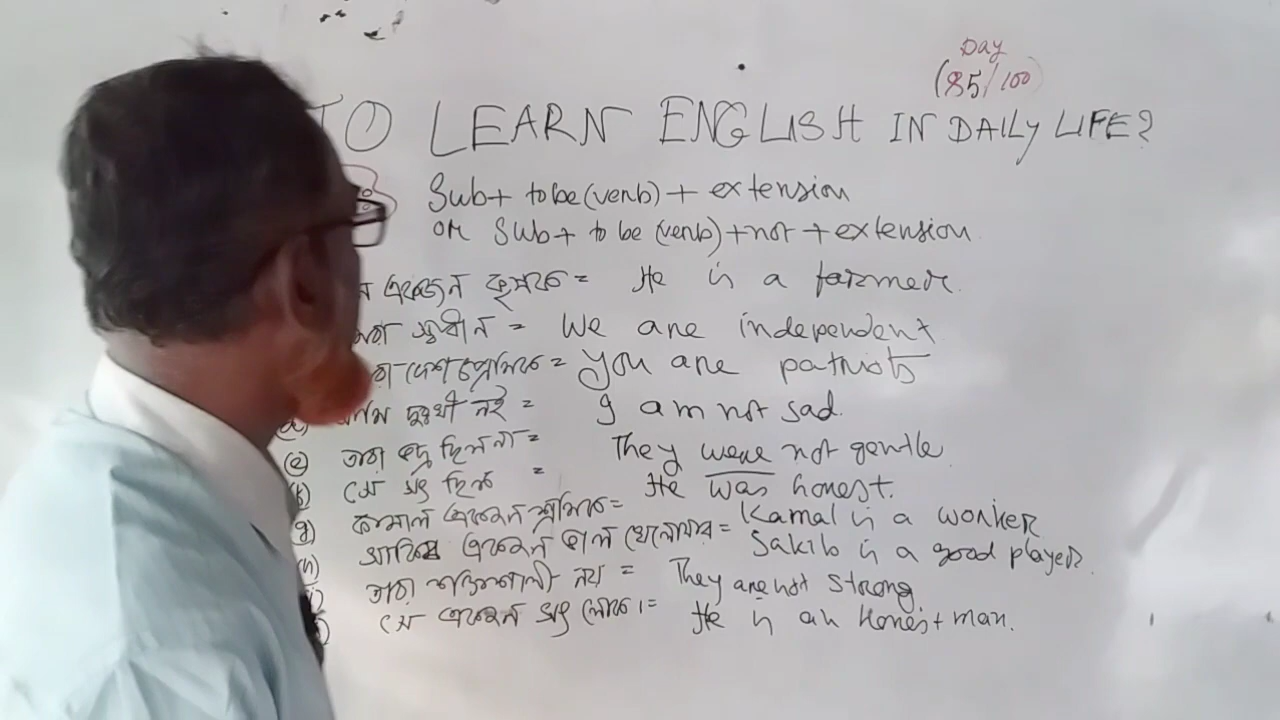 Day
(85/100)
TO LEARN ENGLISH IN DAILY LIFE?
Sub+ to be (verb) + extension
OR Sub+ to be (verb) + not + extension
একজন কৃষক = He is a farmer.
স্বাধীন = We are independent
দেশপ্রেমিক = You are patriots
দুঃখী নই = I am not sad.
(e) তারা ভদ্র ছিলনা = They were not gentle.
সে সৎ ছিল = He was honest.
g) কামাল একজন শ্রমিক = Kamal is a worker
সাকিব একজন ভাল খেলোয়ার = Sakib is a good player.
তারা শক্তিশালী নয় = They are not strong.
সে একজন সৎ লোক।= He is an honest man.